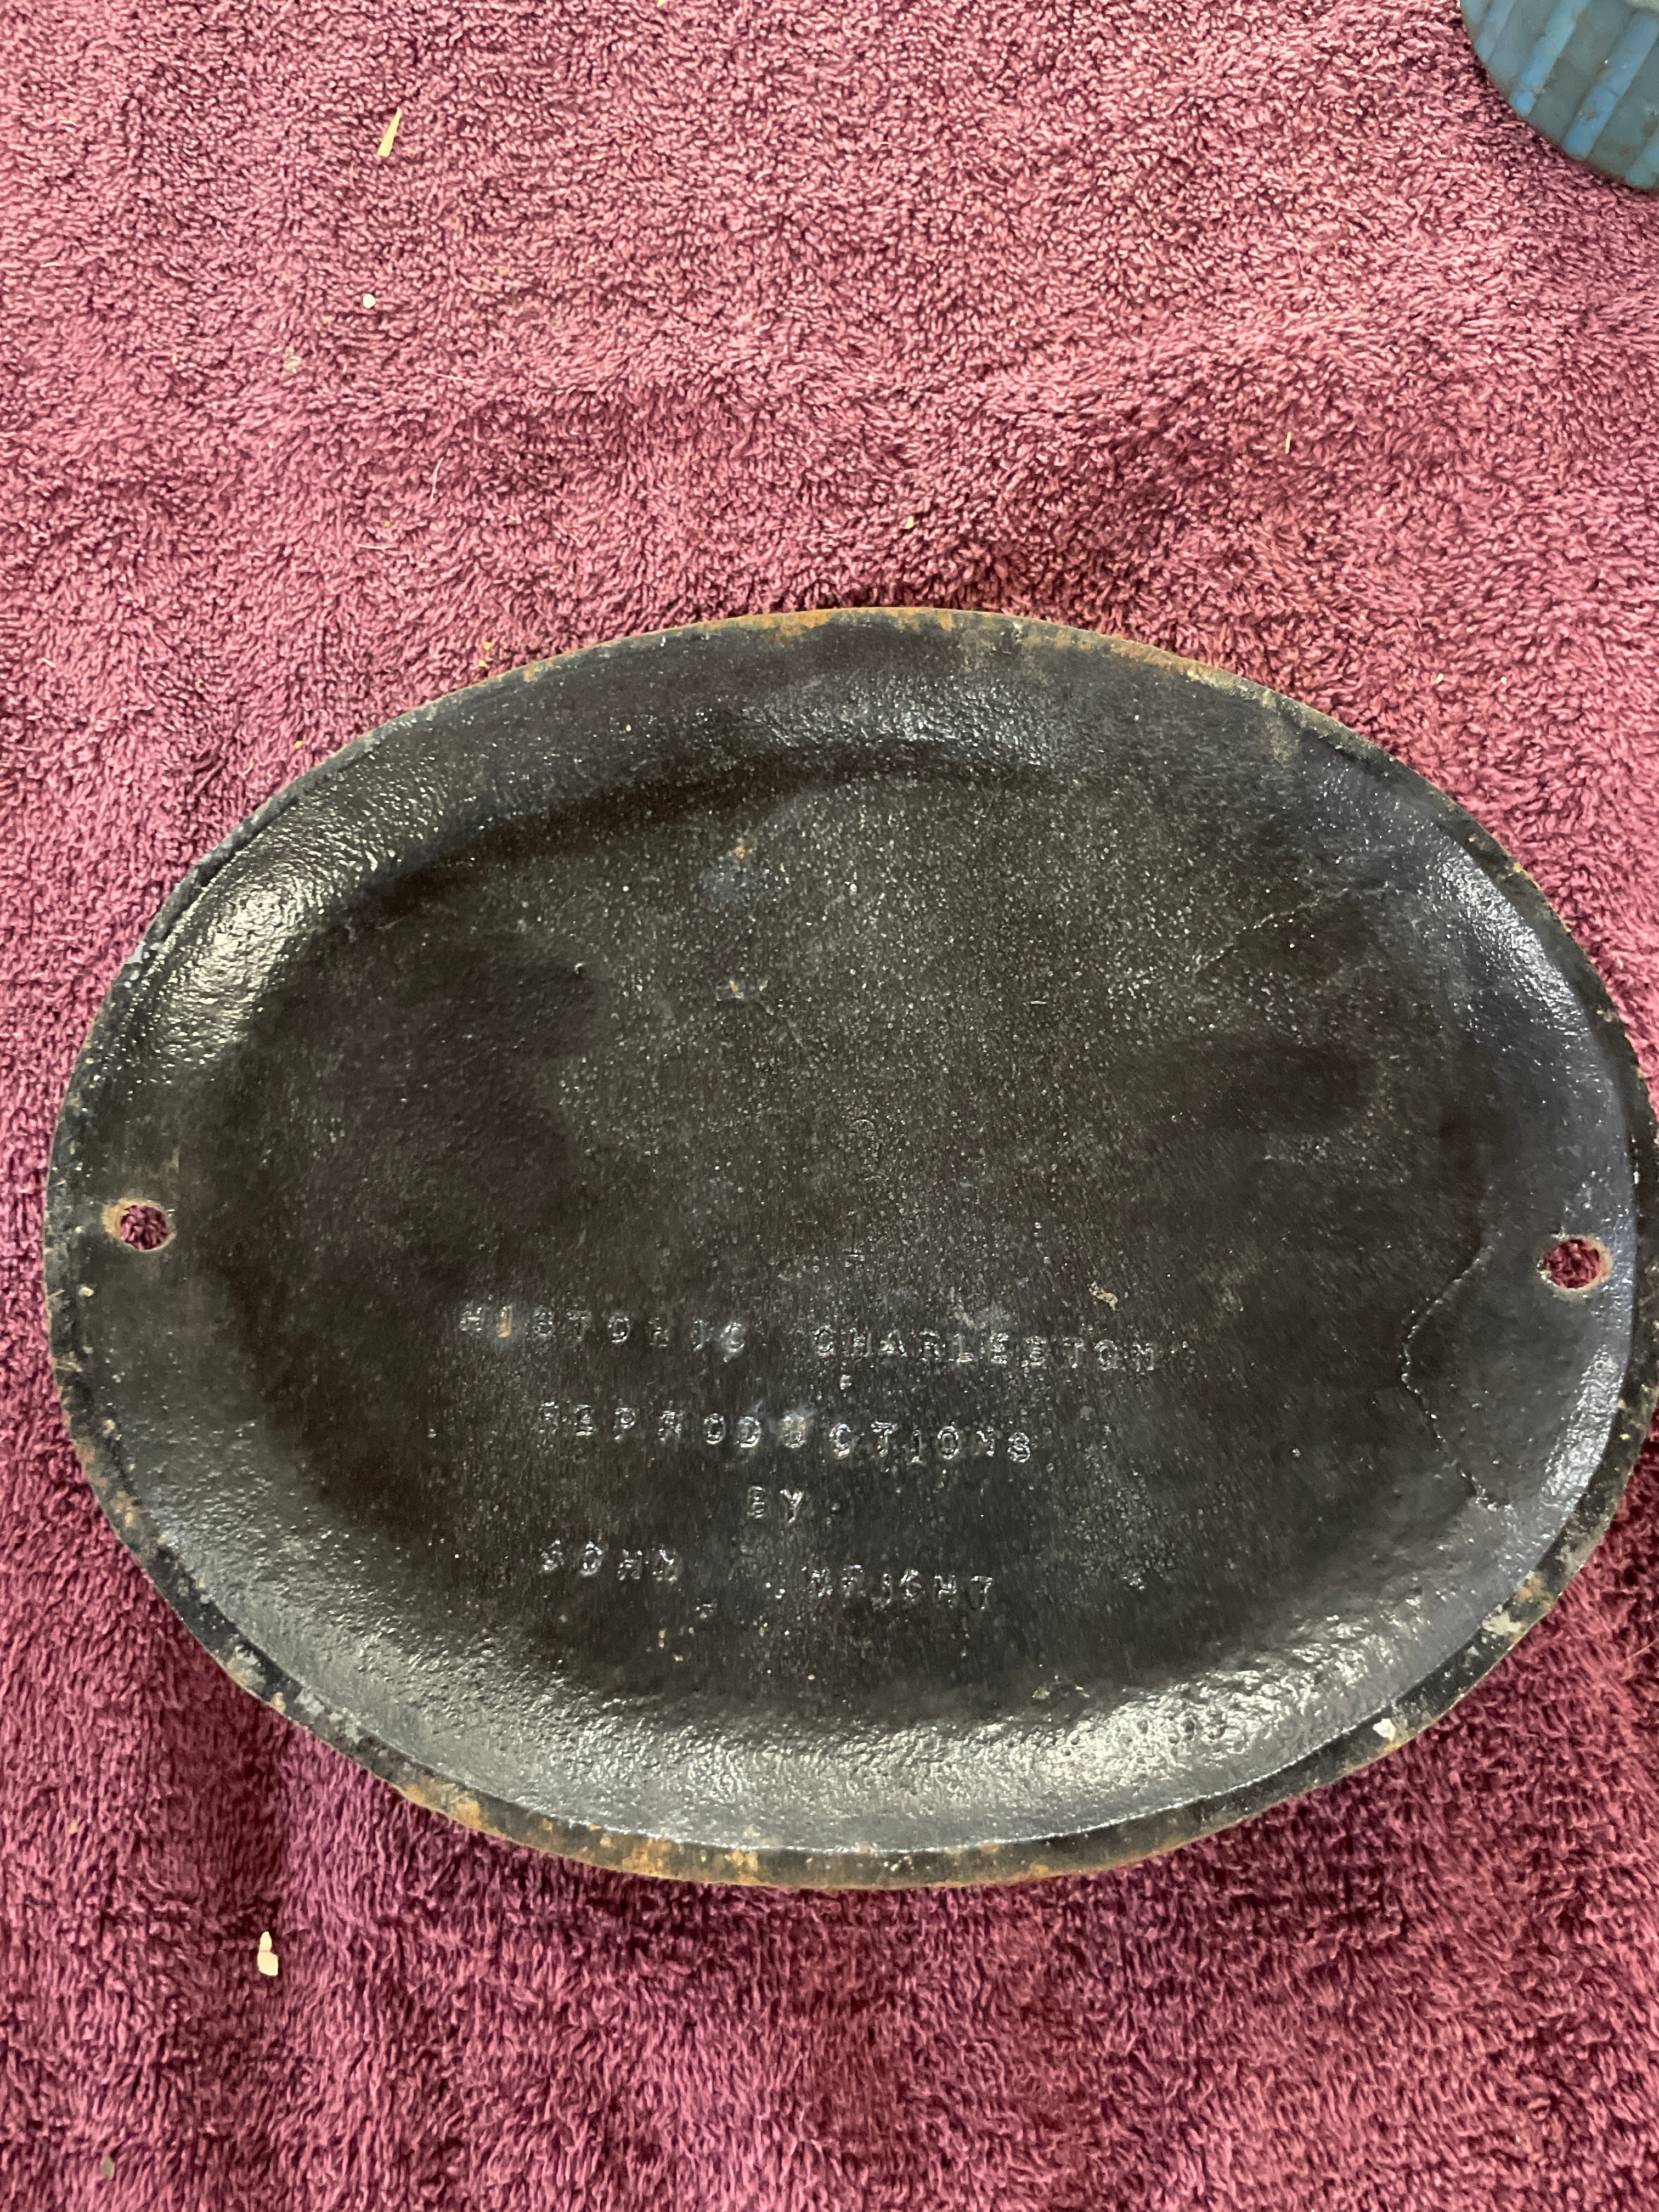 HISTORIC CHARLESTON
REPRODUCTIONS
BY
JOHN WRIGHT